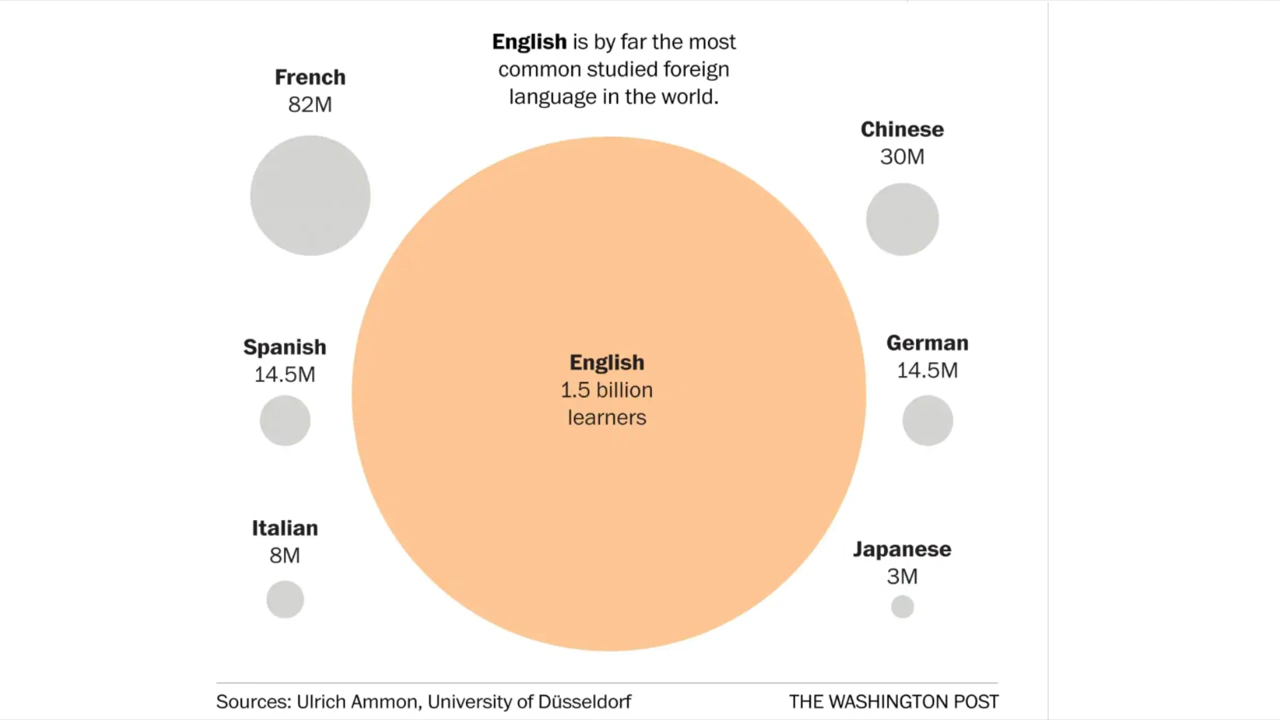 English is by far the most
common studied foreign
language in the world.
French
82M
Chinese
30M
Spanish
14.5M
English
1.5 billion
learners
German
14.5M
Italian
8M
Japanese
3M
Sources: Ulrich Ammon, University of Düsseldorf
THE WASHINGTON POST